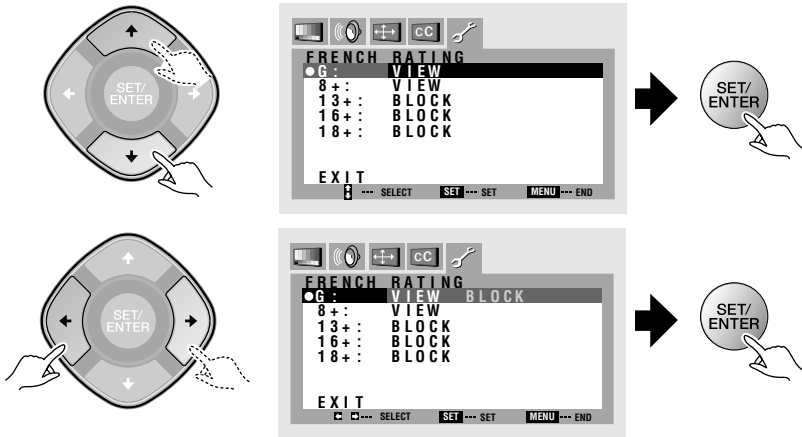 SET/
ENTER
CC
FRENCH RATING
G: VIEW
8+: VIEW
13+: BLOCK
16+: BLOCK
18+: BLOCK
EXIT
--- SELECT SET --- SET MENU --- END
SET/
ENTER
SET/
ENTER
CC
FRENCH RATING
G: VIEW BLOCK
8+: VIEW
13+: BLOCK
16+: BLOCK
18+: BLOCK
EXIT
--- SELECT SET --- SET MENU --- END
SET/
ENTER